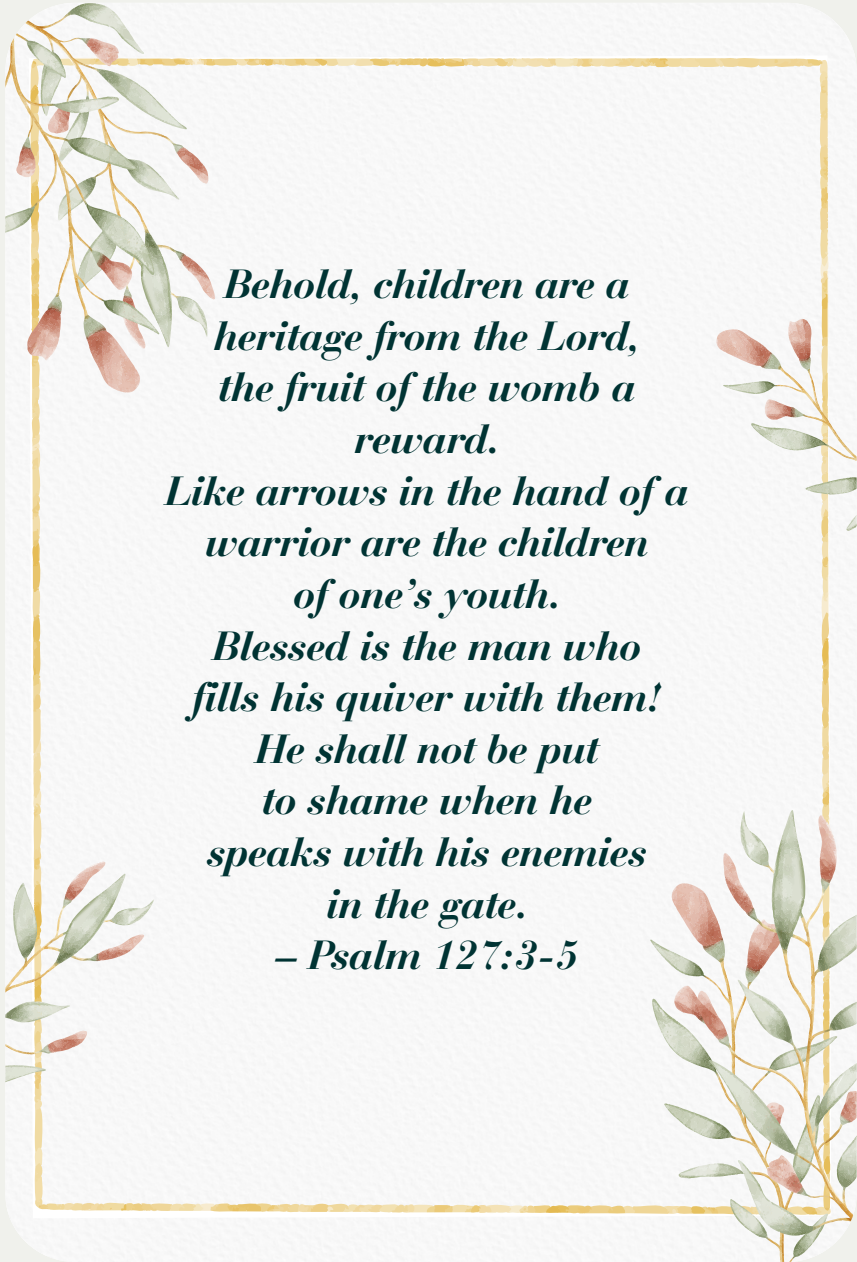 Behold, children are a
heritage from the Lord,
the fruit of the womb a
reward.
Like arrows in the hand of a
warrior are the children
of one’s youth.
Blessed is the man who
fills his quiver with them!
He shall not be put
to shame when he
speaks with his enemies
in the gate.
– Psalm 127:3-5